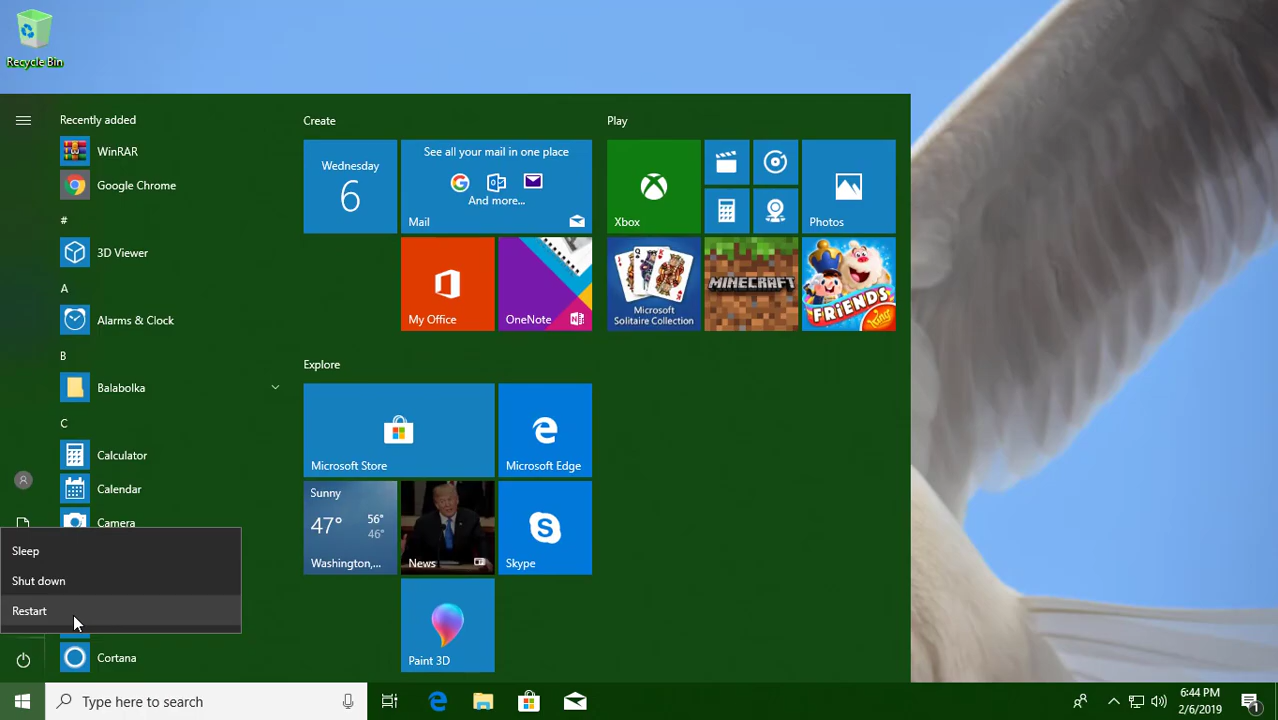 Recycle Bin
Recently added
WinRAR
Google Chrome
#
3D Viewer
A
Alarms & Clock
B
Balabolka
C
Calculator
Calendar
Camera
Sleep
Shut down
Restart
Cortana
Create
Wednesday
6
See all your mail in one place
And more...
Mail
My Office
OneNote
Play
Xbox
Photos
Microsoft
Solitaire Collection
MINECRAFT
FRIENDS
King
Explore
Microsoft Store
Microsoft Edge
Sunny
47° 56°
46°
Washington,...
News
Skype
Paint 3D
Type here to search
6:44 PM
2/6/2019
1